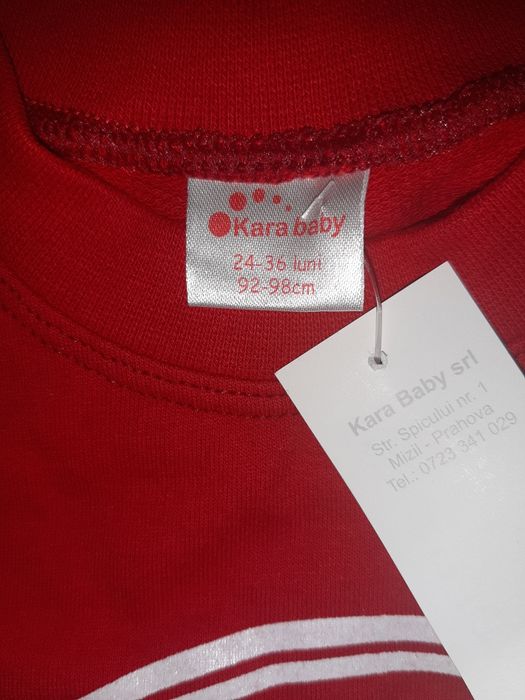 Kara baby
24-36 luni
92-98cm
Kara Baby srl
Str. Spicului nr. 1
Mizil - Prahova
Tel.: 0723 341 029